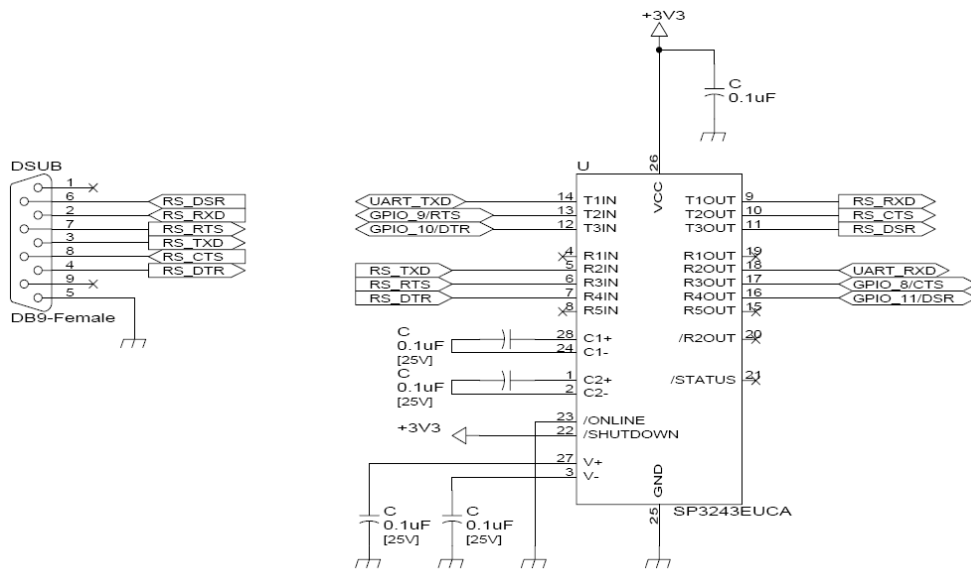 +3V3
C
0.1uF
DSUB
1
6 RS_DSR
2 RS_RXD
7 RS_RTS
3 RS_TXD
8 RS_CTS
4 RS_DTR
9
5
DB9-Female
U
26
VCC
UART_TXD 14 T1IN T1OUT 9 RS_RXD
GPIO_9/RTS 13 T2IN T2OUT 10 RS_CTS
GPIO_10/DTR 12 T3IN T3OUT 11 RS_DSR
4 R1IN R1OUT 19
RS_TXD 5 R2IN R2OUT 18 UART_RXD
RS_RTS 6 R3IN R3OUT 17 GPIO_8/CTS
RS_DTR 7 R4IN R4OUT 16 GPIO_11/DSR
8 R5IN R5OUT 15
C
0.1uF
[25V]
28 C1+ /R2OUT 20
24 C1-
C
0.1uF
[25V]
1 C2+ /STATUS 21
2 C2-
23 /ONLINE
+3V3 22 /SHUTDOWN
27 V+
3 V-
GND
25
SP3243EUCA
C
0.1uF
[25V]
C
0.1uF
[25V]